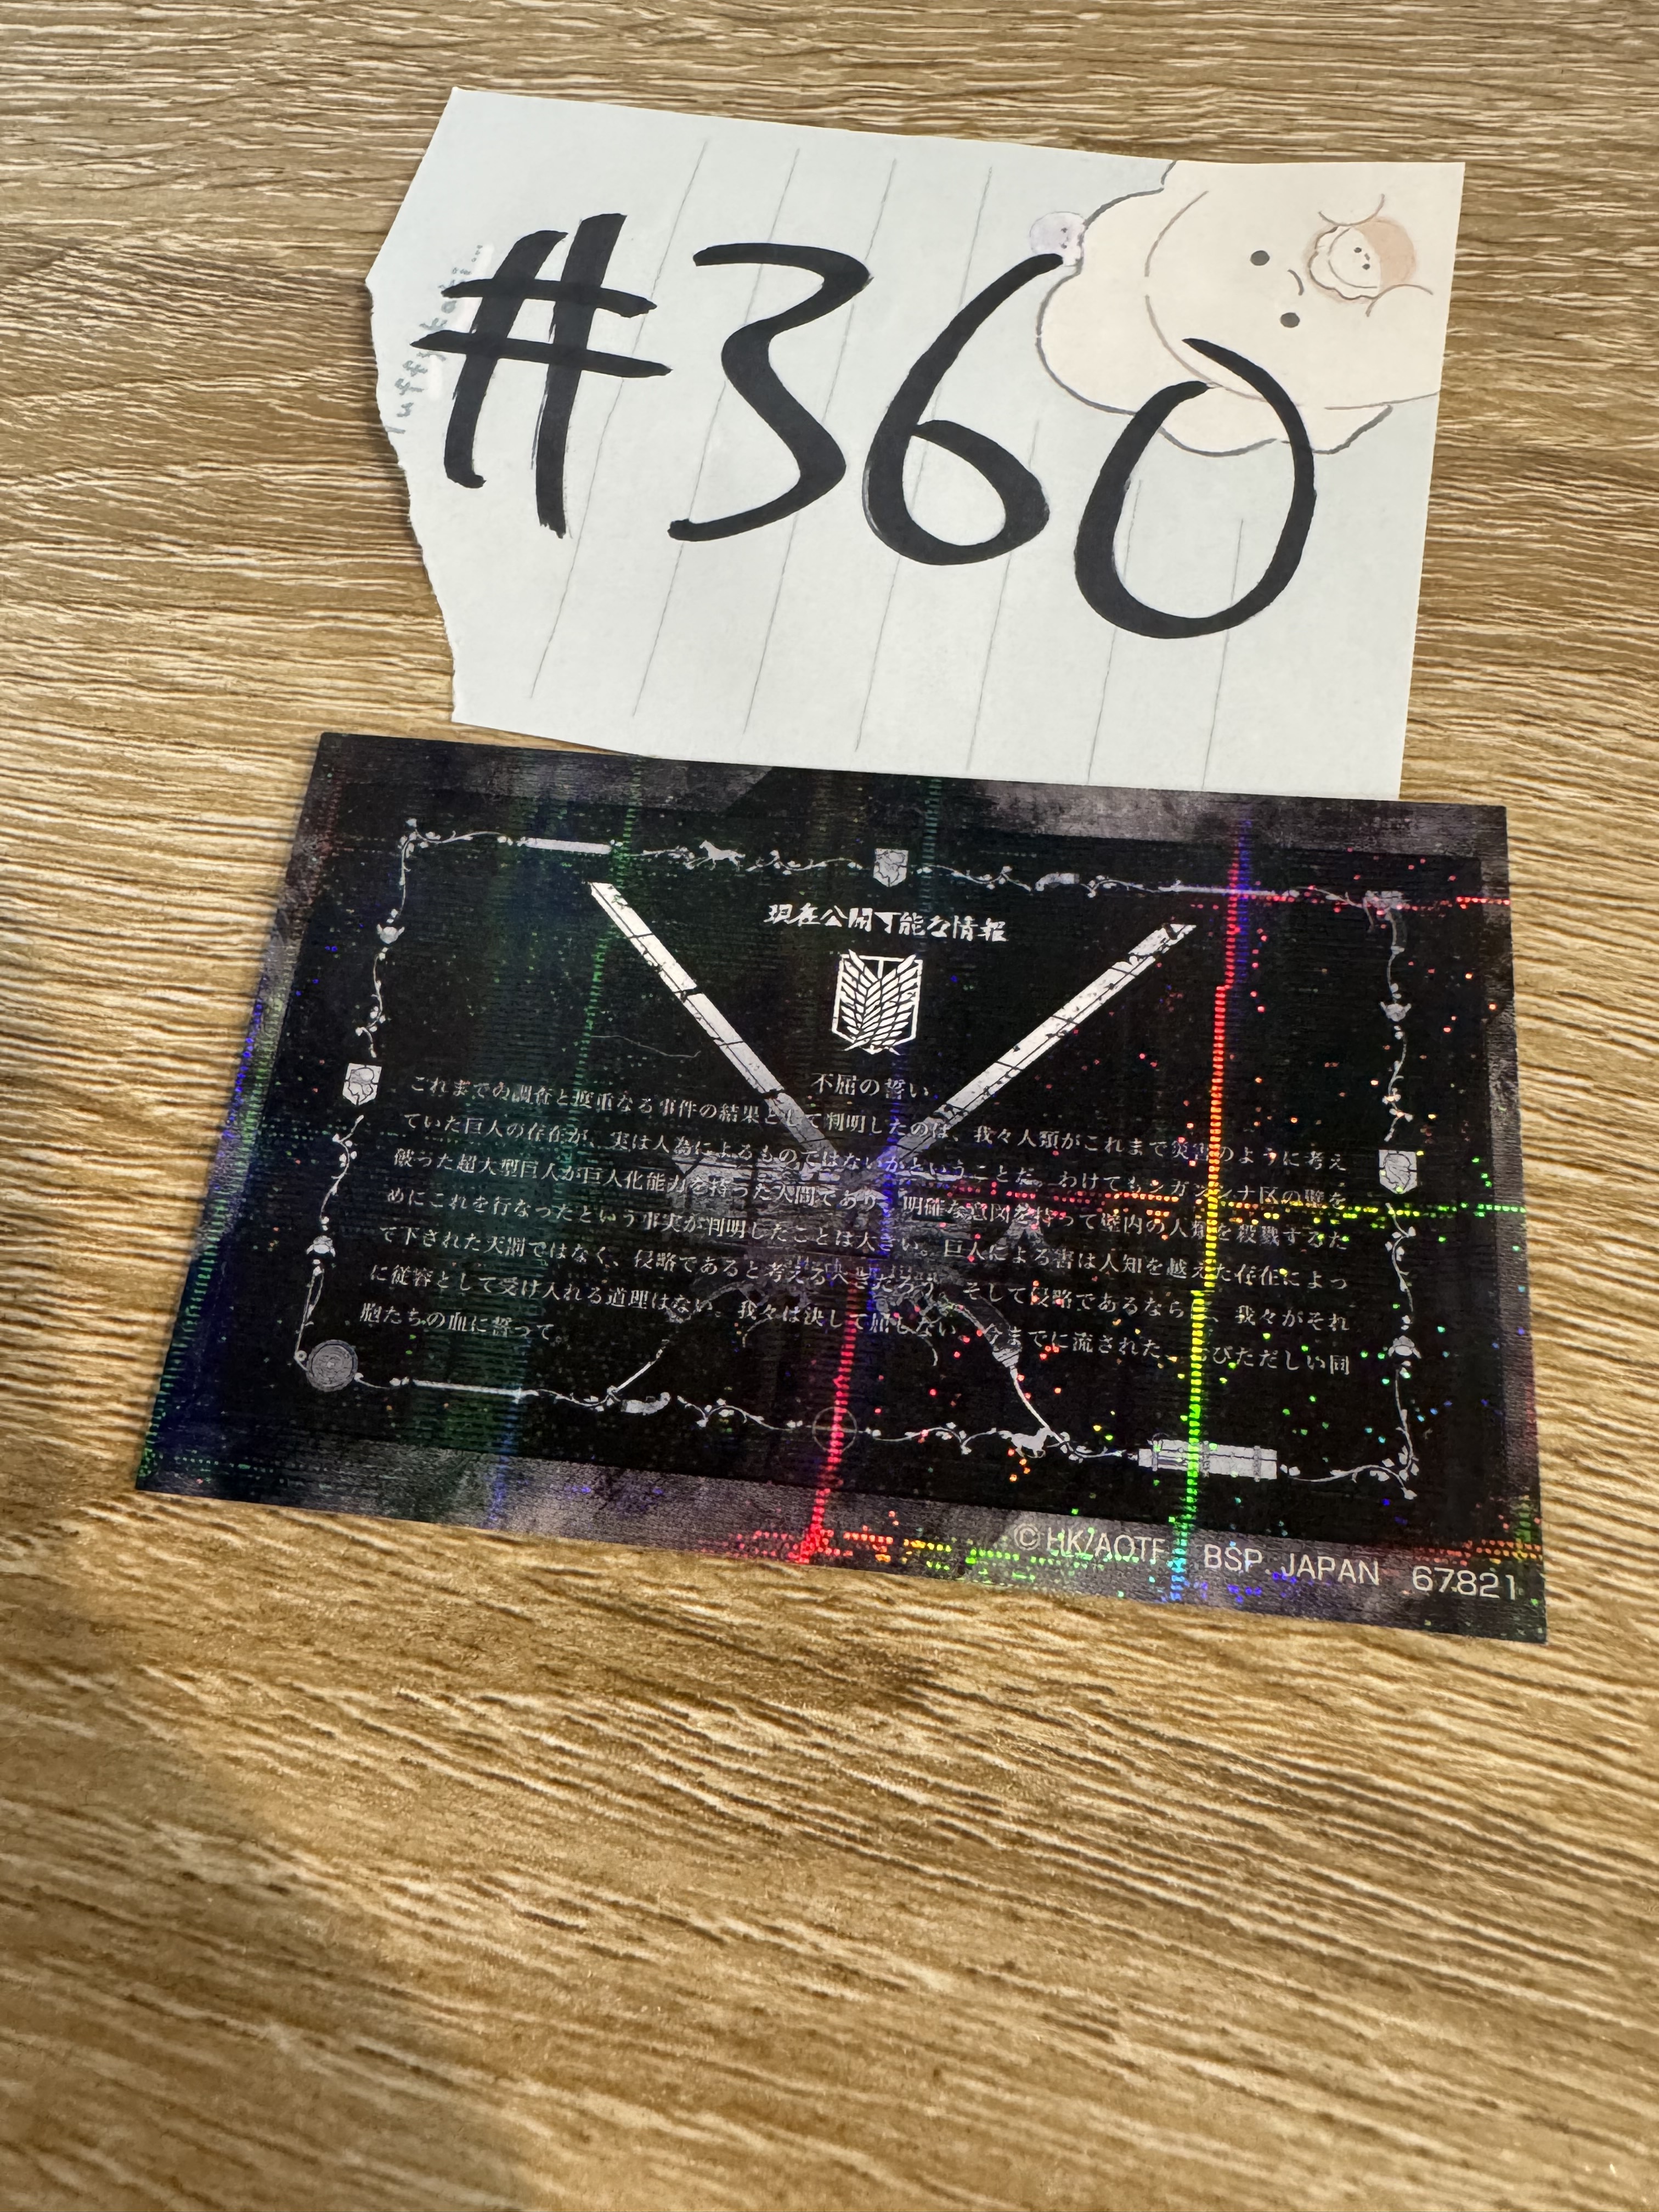 #360
luffytaro
現在公開可能な情報
不屈の誓い
これまでの調査と度重なる事件の結果として判明したのは、我々人類がこれまで災害のように考え
ていた巨人の存在が、実は人為によるものではないかということだ。わけてもシガンシナ区の壁を
破った超大型巨人が巨人化能力を持った人間であり、明確な意図を持って壁内の人類を殺戮するた
めにこれを行なったという事実が判明したことは大きい。巨人による害は人知を越えた存在によっ
て下された天罰ではなく、侵略であると考えるべきだろう。そして侵略であるなら、我々がそれ
に従容として受け入れる道理はない。我々は決して屈しない。今までに流された、おびただしい同
胞たちの血に誓って。
©HK/AOTF BSP JAPAN 67821